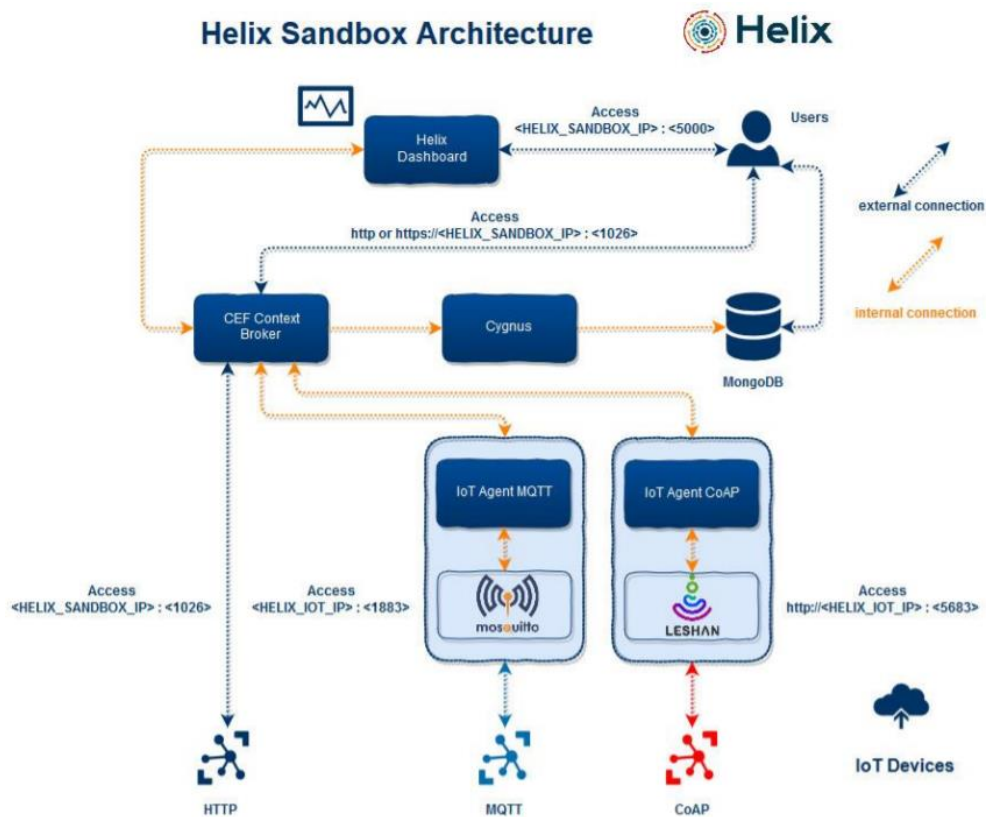 Helix Sandbox Architecture
Helix
Access
<HELIX_SANDBOX_IP> : <5000>
Users
Helix
Dashboard
external connection
Access
http or https://<HELIX_SANDBOX_IP> : <1026>
internal connection
CEF Context
Broker
Cygnus
MongoDB
IoT Agent MQTT
IoT Agent CoAP
Access
<HELIX_SANDBOX_IP> : <1026>
Access
<HELIX_IOT_IP> : <1883>
mosquitto
LESHAN
Access
http://<HELIX_IOT_IP> : <5683>
IoT Devices
HTTP
MQTT
CoAP